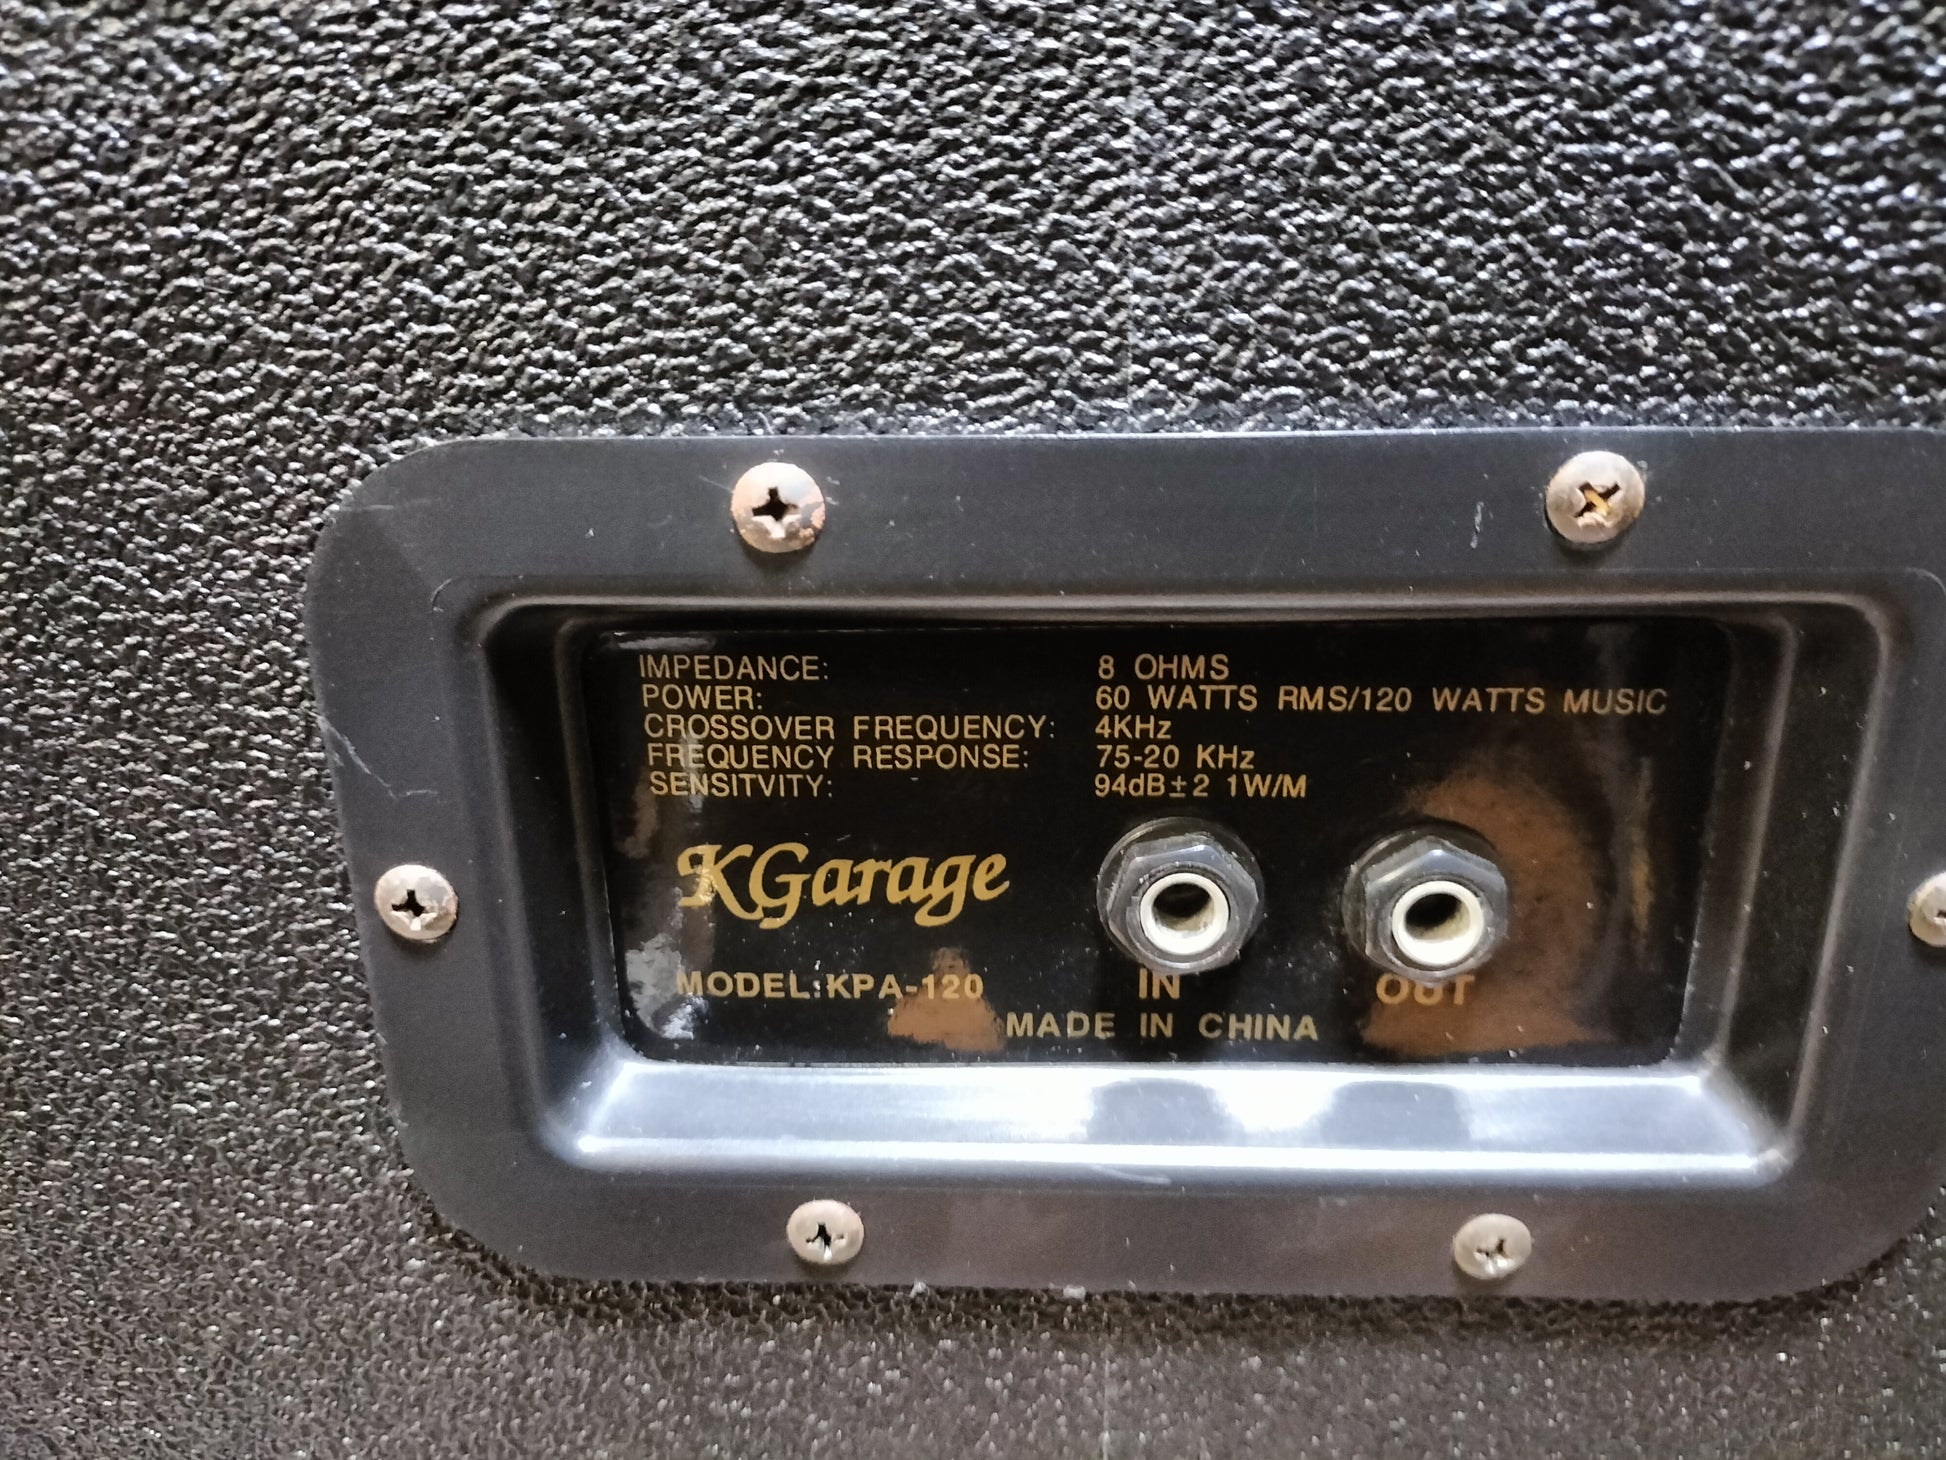 IMPEDANCE: 8 OHMS
POWER: 60 WATTS RMS/120 WATTS MUSIC
CROSSOVER FREQUENCY: 4KHz
FREQUENCY RESPONSE: 75-20 KHz
SENSITVITY: 94dB±2 1W/M
KGarage
MODEL:KPA-120
IN OUT
MADE IN CHINA